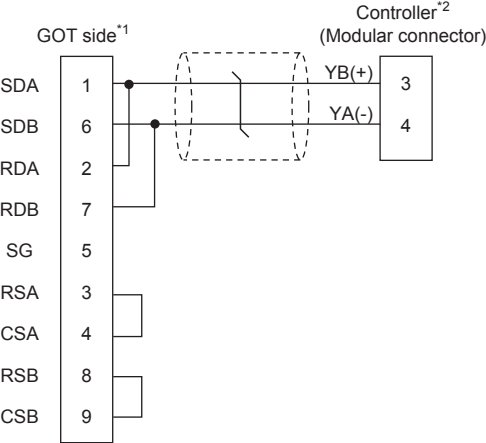 Controller*2
GOT side*1
(Modular connector)
SDA 1 YB(+) 3
SDB 6 YA(-) 4
RDA 2
RDB 7
SG 5
RSA 3
CSA 4
RSB 8
CSB 9